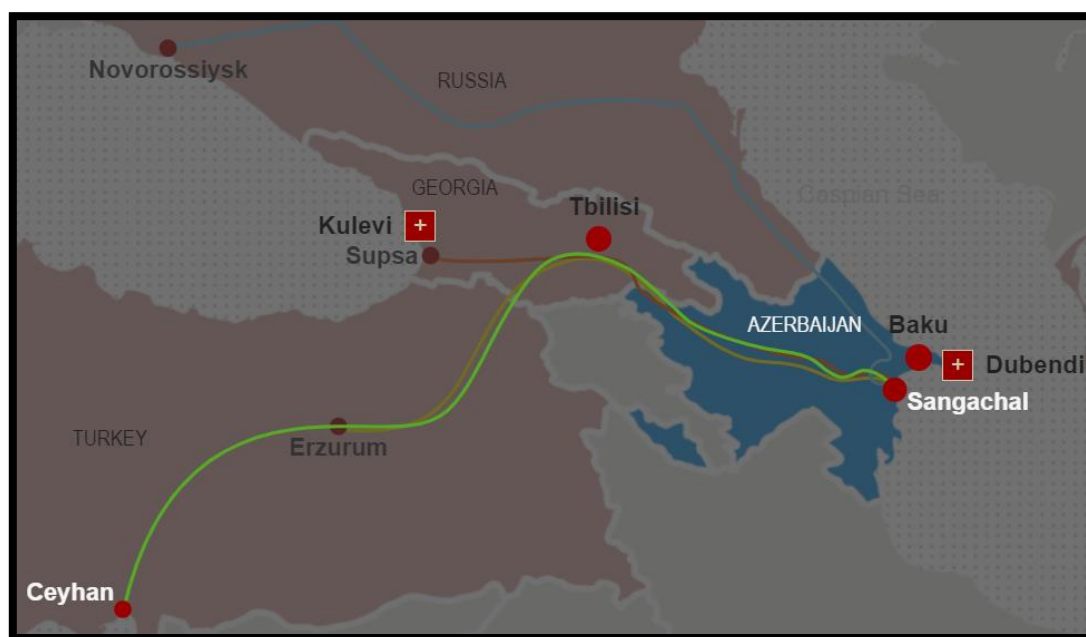 Novorossiysk
RUSSIA
GEORGIA
Caspian Sea
Tbilisi
Kulevi
+
Supsa
AZERBAIJAN
Baku
+
Dubendi
Sangachal
TURKEY
Erzurum
Ceyhan